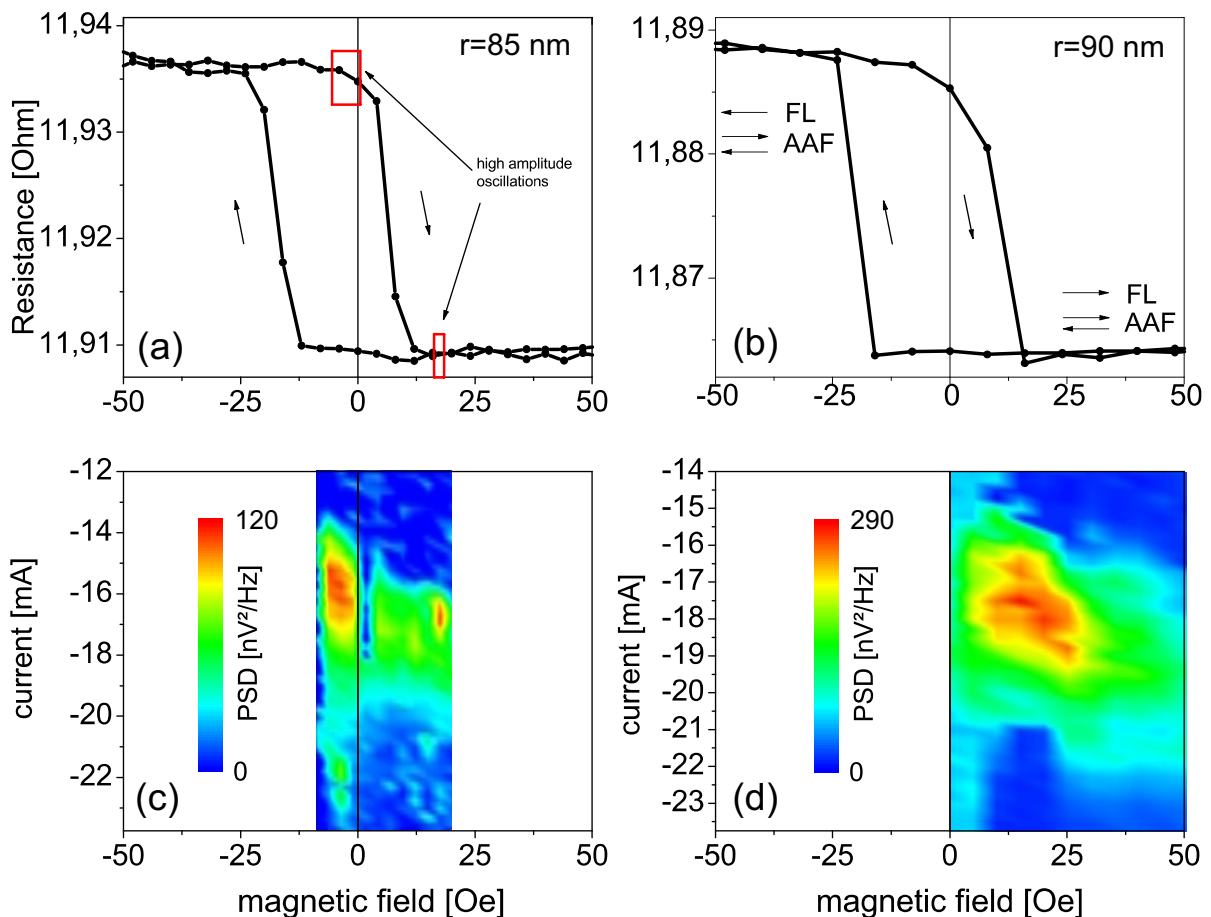 11,94
11,93
11,92
11,91
Resistance [Ohm]
r=85 nm
high amplitude
oscillations
(a)
-50
-25
0
25
50
11,89
11,88
11,87
r=90 nm
FL
AAF
FL
AAF
(b)
-50
-25
0
25
50
-12
-14
-16
-18
-20
-22
current [mA]
120
PSD [nV²/Hz]
0
(c)
-50
-25
0
25
50
magnetic field [Oe]
-14
-15
-16
-17
-18
-19
-20
-21
-22
-23
current [mA]
290
PSD [nV²/Hz]
0
(d)
-50
-25
0
25
50
magnetic field [Oe]